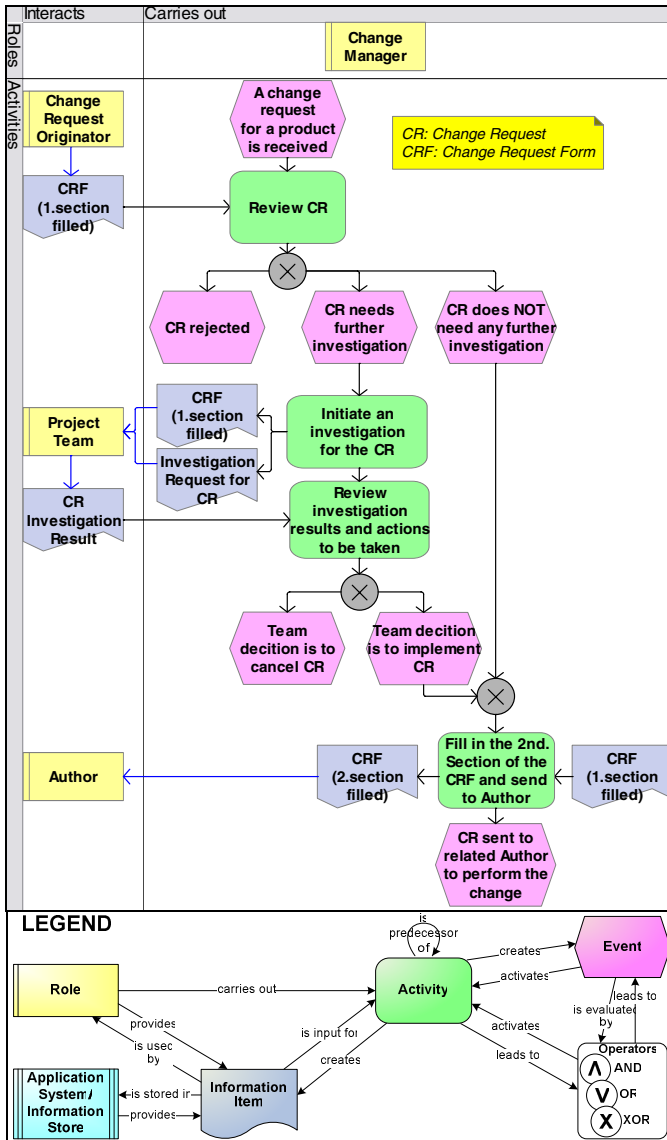 Interacts
Carries out
Roles
Change
Manager
Activities
Change
Request
Originator
A change
request
for a product
is received
CR: Change Request
CRF: Change Request Form
CRF
(1.section
filled)
Review CR
CR rejected
CR needs
further
investigation
CR does NOT
need any further
investigation
Project
Team
CRF
(1.section
filled)
Investigation
Request for
CR
Initiate an
investigation
for the CR
CR
Investigation
Result
Review
investigation
results and actions
to be taken
Team
decition is to
cancel CR
Team decition
is to implement
CR
Author
CRF
(2.section
filled)
Fill in the 2nd.
Section of the
CRF and send
to Author
CRF
(1.section
filled)
CR sent to
related Author
to perform the
change
LEGEND
is
predecessor
of
creates
Event
activates
Role
carries out
Activity
leads to
is evaluated
by
provides
is used
by
is input for
creates
activates
leads to
Operators
AND
OR
XOR
Application
System/
Information
Store
is stored in
provides
Information
Item